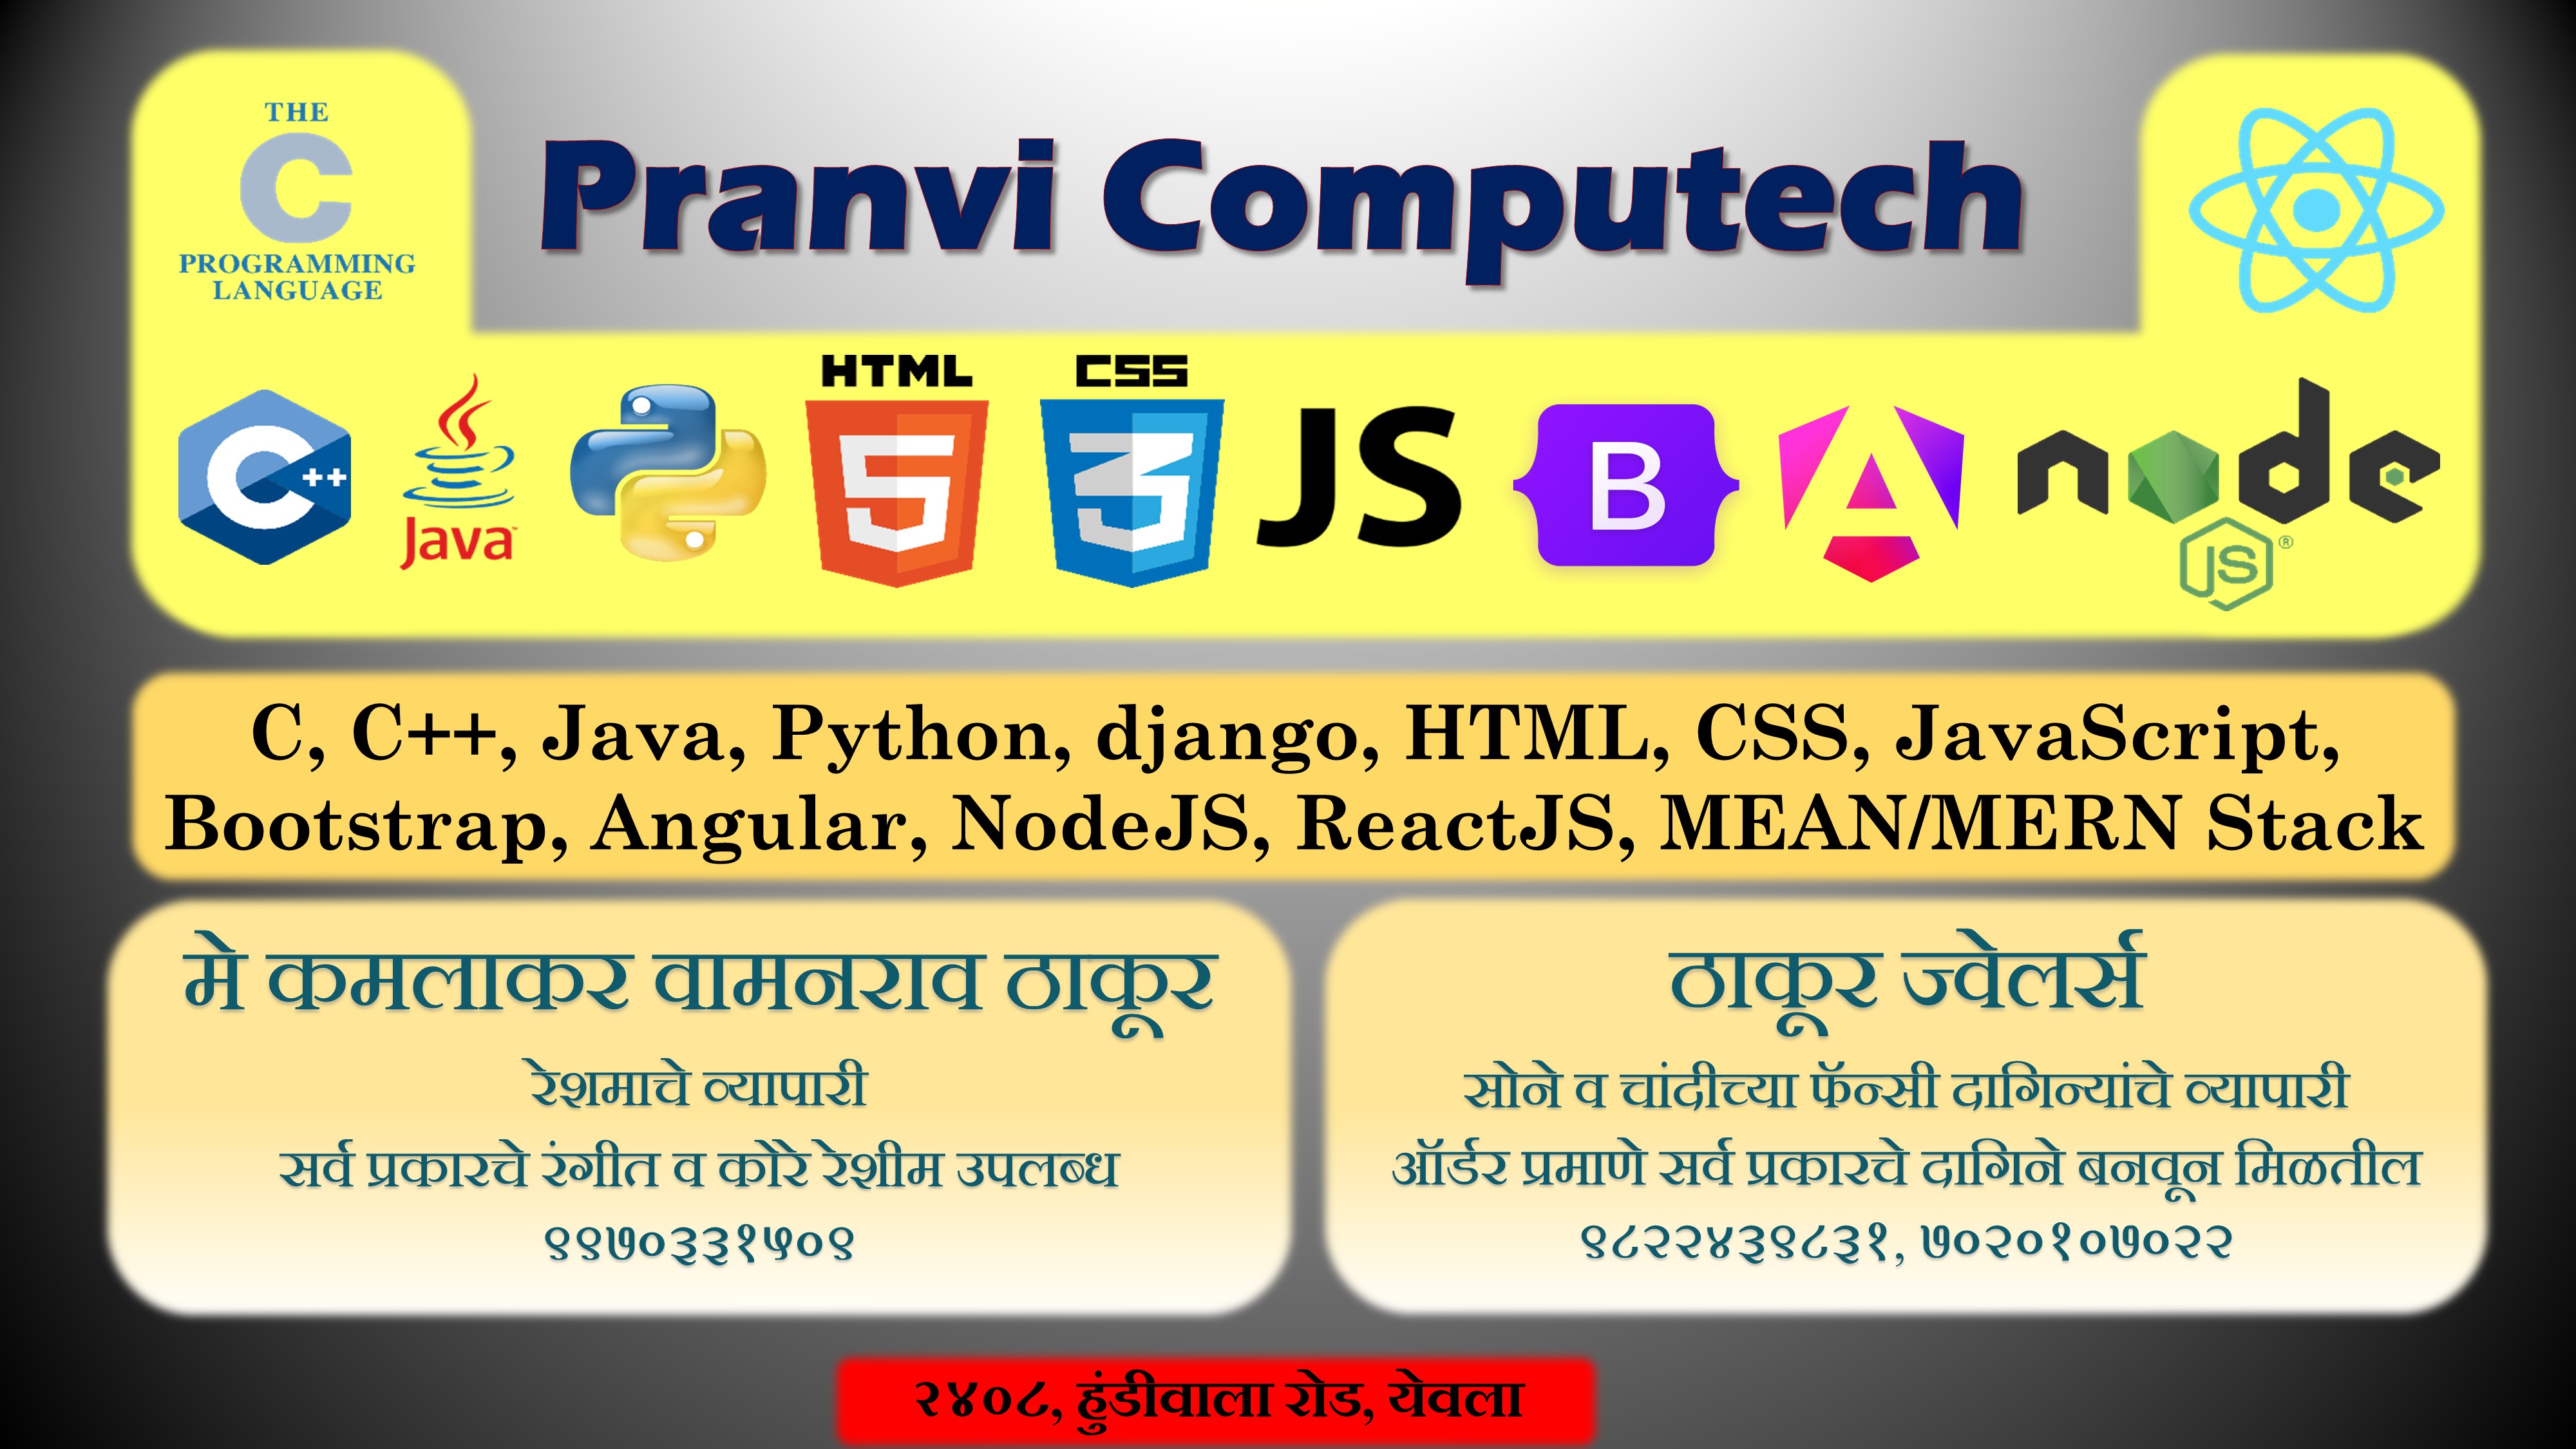 THE
C
PROGRAMMING
LANGUAGE
Pranvi Computech
HTML
CSS
C++
Java
5
3
JS
B
A
node
JS
C, C++, Java, Python, django, HTML, CSS, JavaScript,
Bootstrap, Angular, NodeJS, ReactJS, MEAN/MERN Stack
मे कमलाकर वामनराव ठाकूर
रेशमाचे व्यापारी
सर्व प्रकारचे रंगीत व कोरे रेशीम उपलब्ध
९९७०३३१५०९
ठाकूर ज्वेलर्स
सोने व चांदीच्या फॅन्सी दागिन्यांचे व्यापारी
ऑर्डर प्रमाणे सर्व प्रकारचे दागिने बनवून मिळतील
९८२२४३९८३१, ७०२०१०७०२२
२४०८, हुंडीवाला रोड, येवला